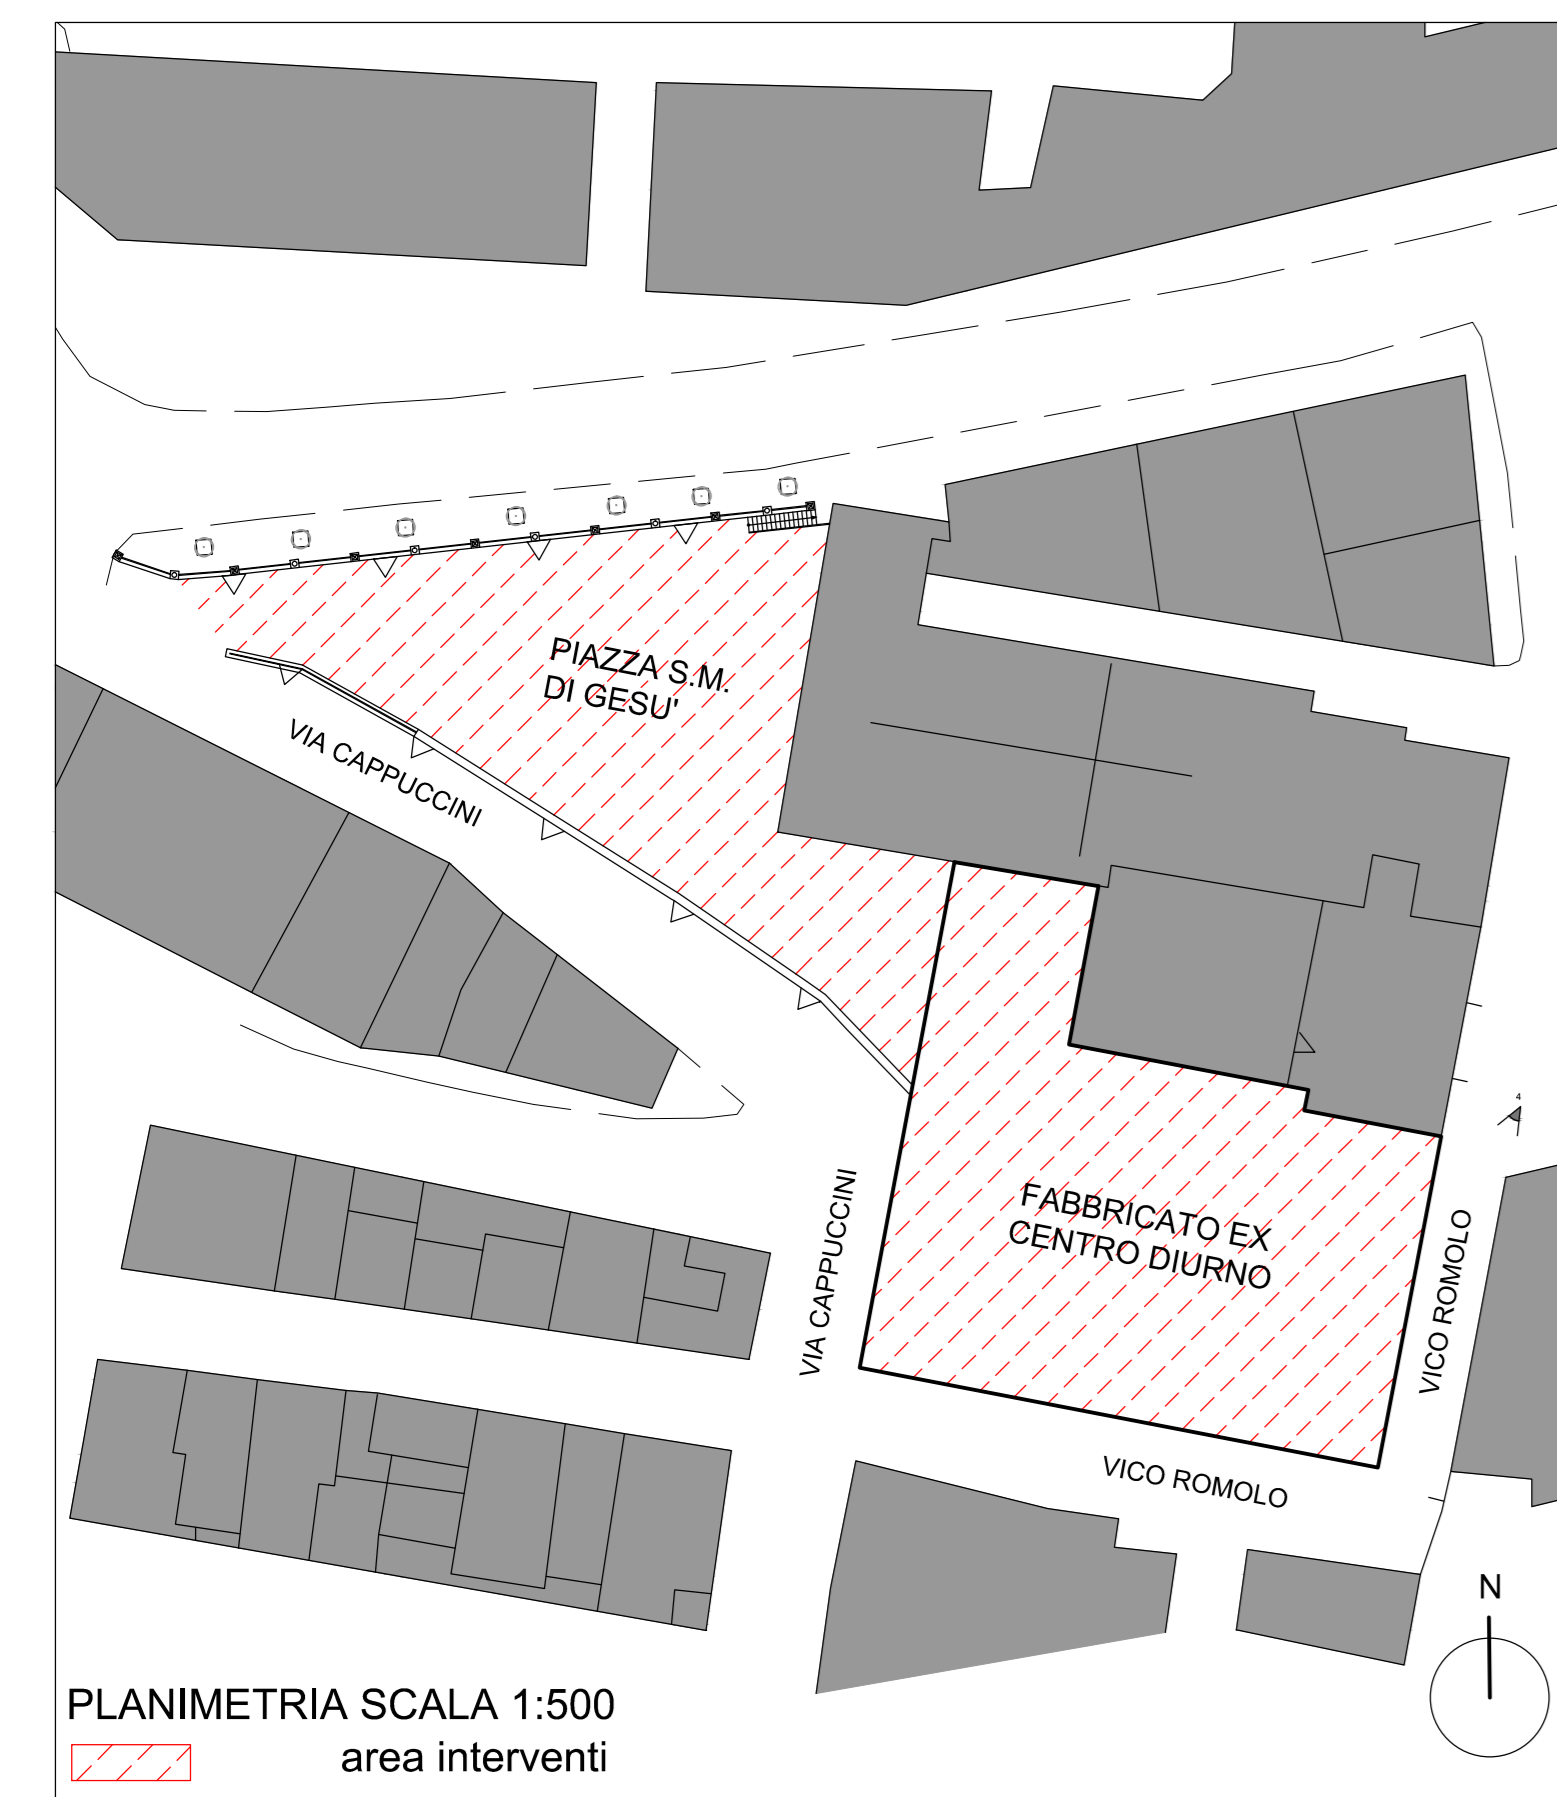 PIAZZA S.M.
DI GESU'
VIA CAPPUCCINI
4
FABBRICATO EX
CENTRO DIURNO
VIA CAPPUCCINI
VICO ROMOLO
VICO ROMOLO
N
PLANIMETRIA SCALA 1:500
area interventi